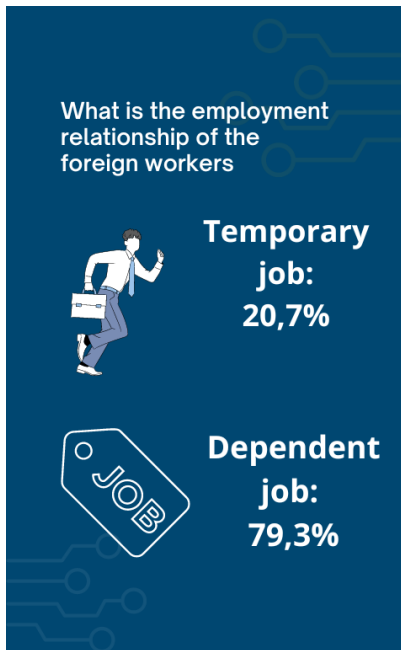 What is the employment
relationship of the
foreign workers
Temporary
job:
20,7%
JOB
Dependent
job:
79,3%